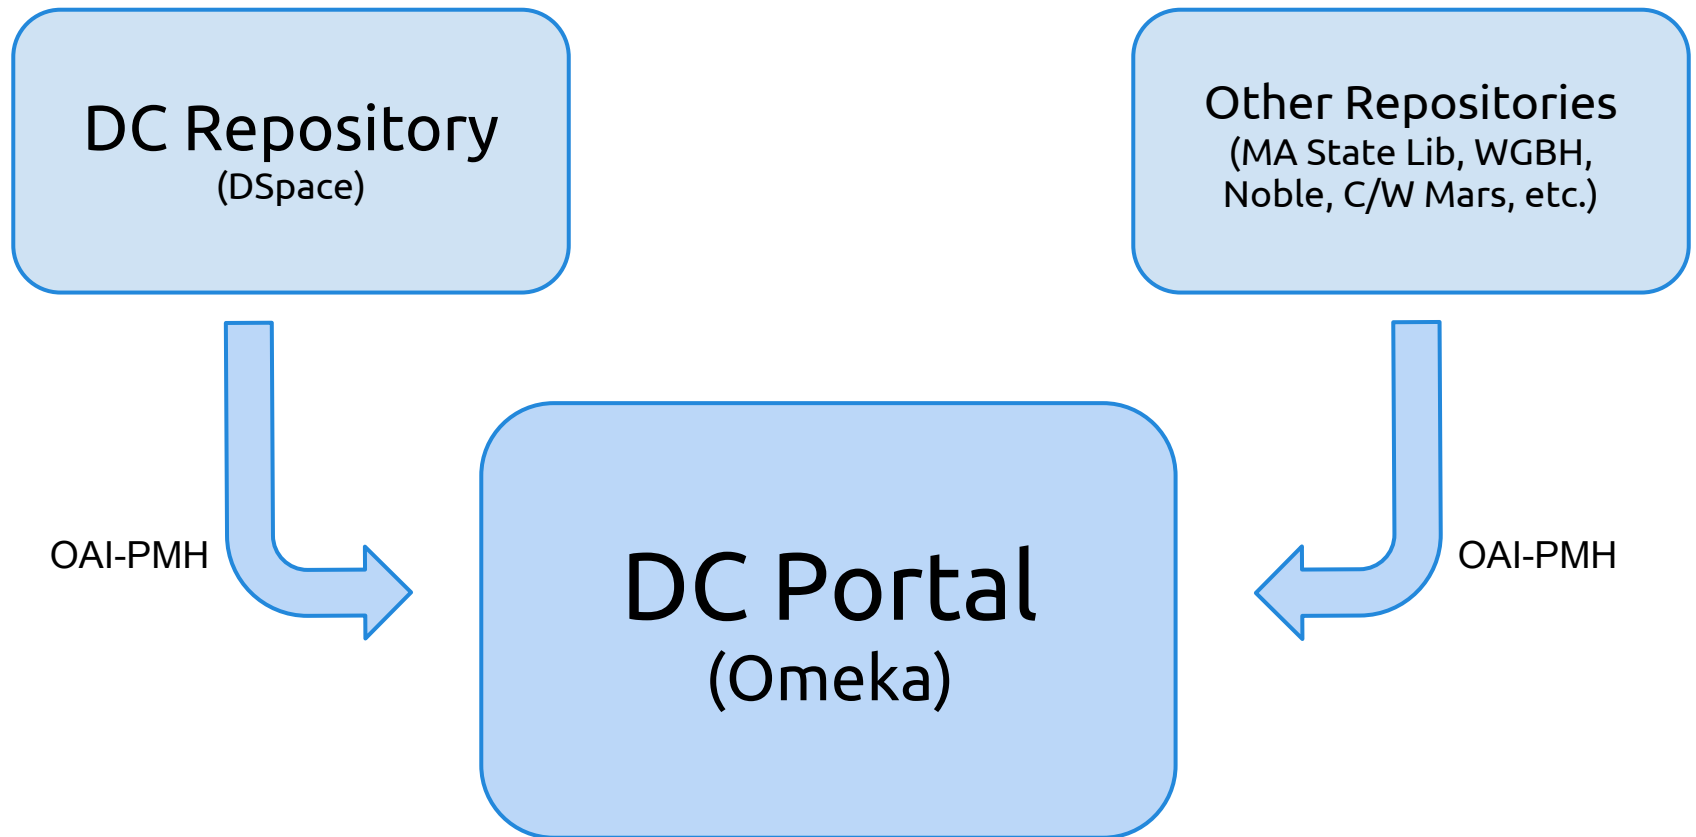 DC Repository
(DSpace)
Other Repositories
(MA State Lib, WGBH,
Noble, C/W Mars, etc.)
OAI-PMH
OAI-PMH
DC Portal
(Omeka)